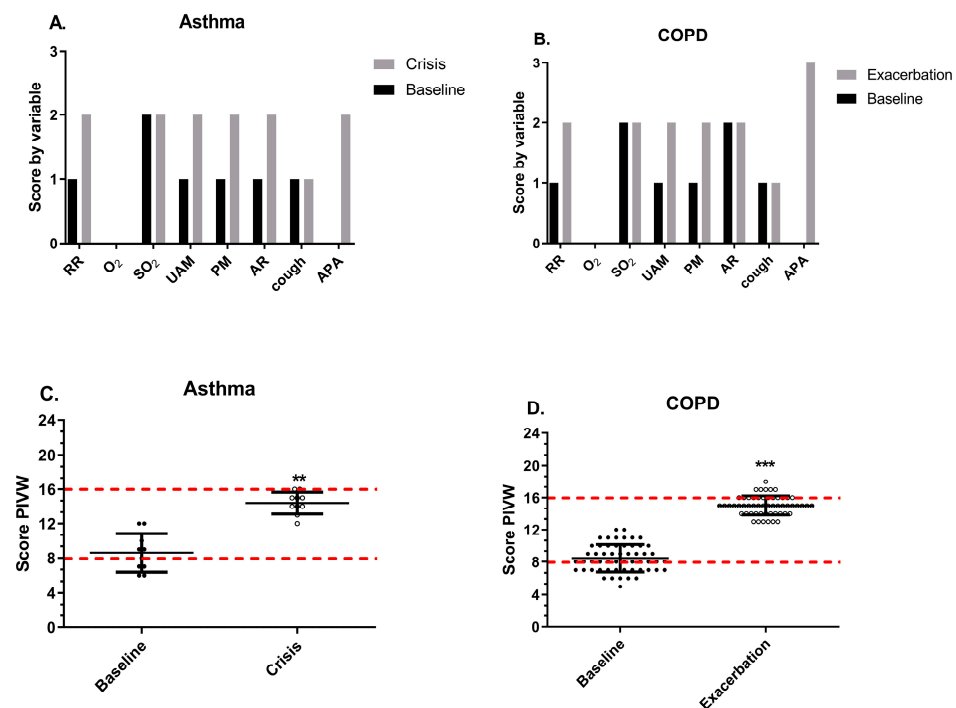 A.
Asthma
Crisis
Baseline
Score by variable
3
2
1
0
RR
O2
SO2
UAM
PM
AR
cough
APA
B.
COPD
Exacerbation
Baseline
Score by variable
3
2
1
0
RR
O2
SO2
UAM
PM
AR
cough
APA
C.
Asthma
Score PIVW
24
20
16
12
8
4
0
**
Baseline
Crisis
D.
COPD
Score PIVW
24
20
16
12
8
4
0
***
Baseline
Exacerbation